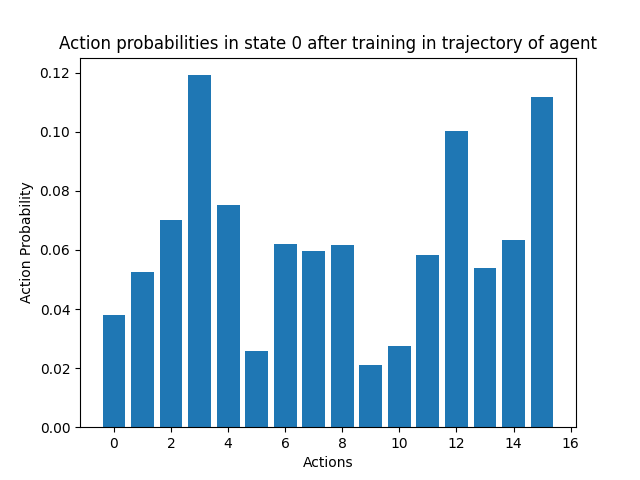 Action probabilities in state 0 after training in trajectory of agent
0.12
0.10
0.08
0.06
0.04
0.02
0.00
Action Probability
0 2 4 6 8 10 12 14 16
Actions